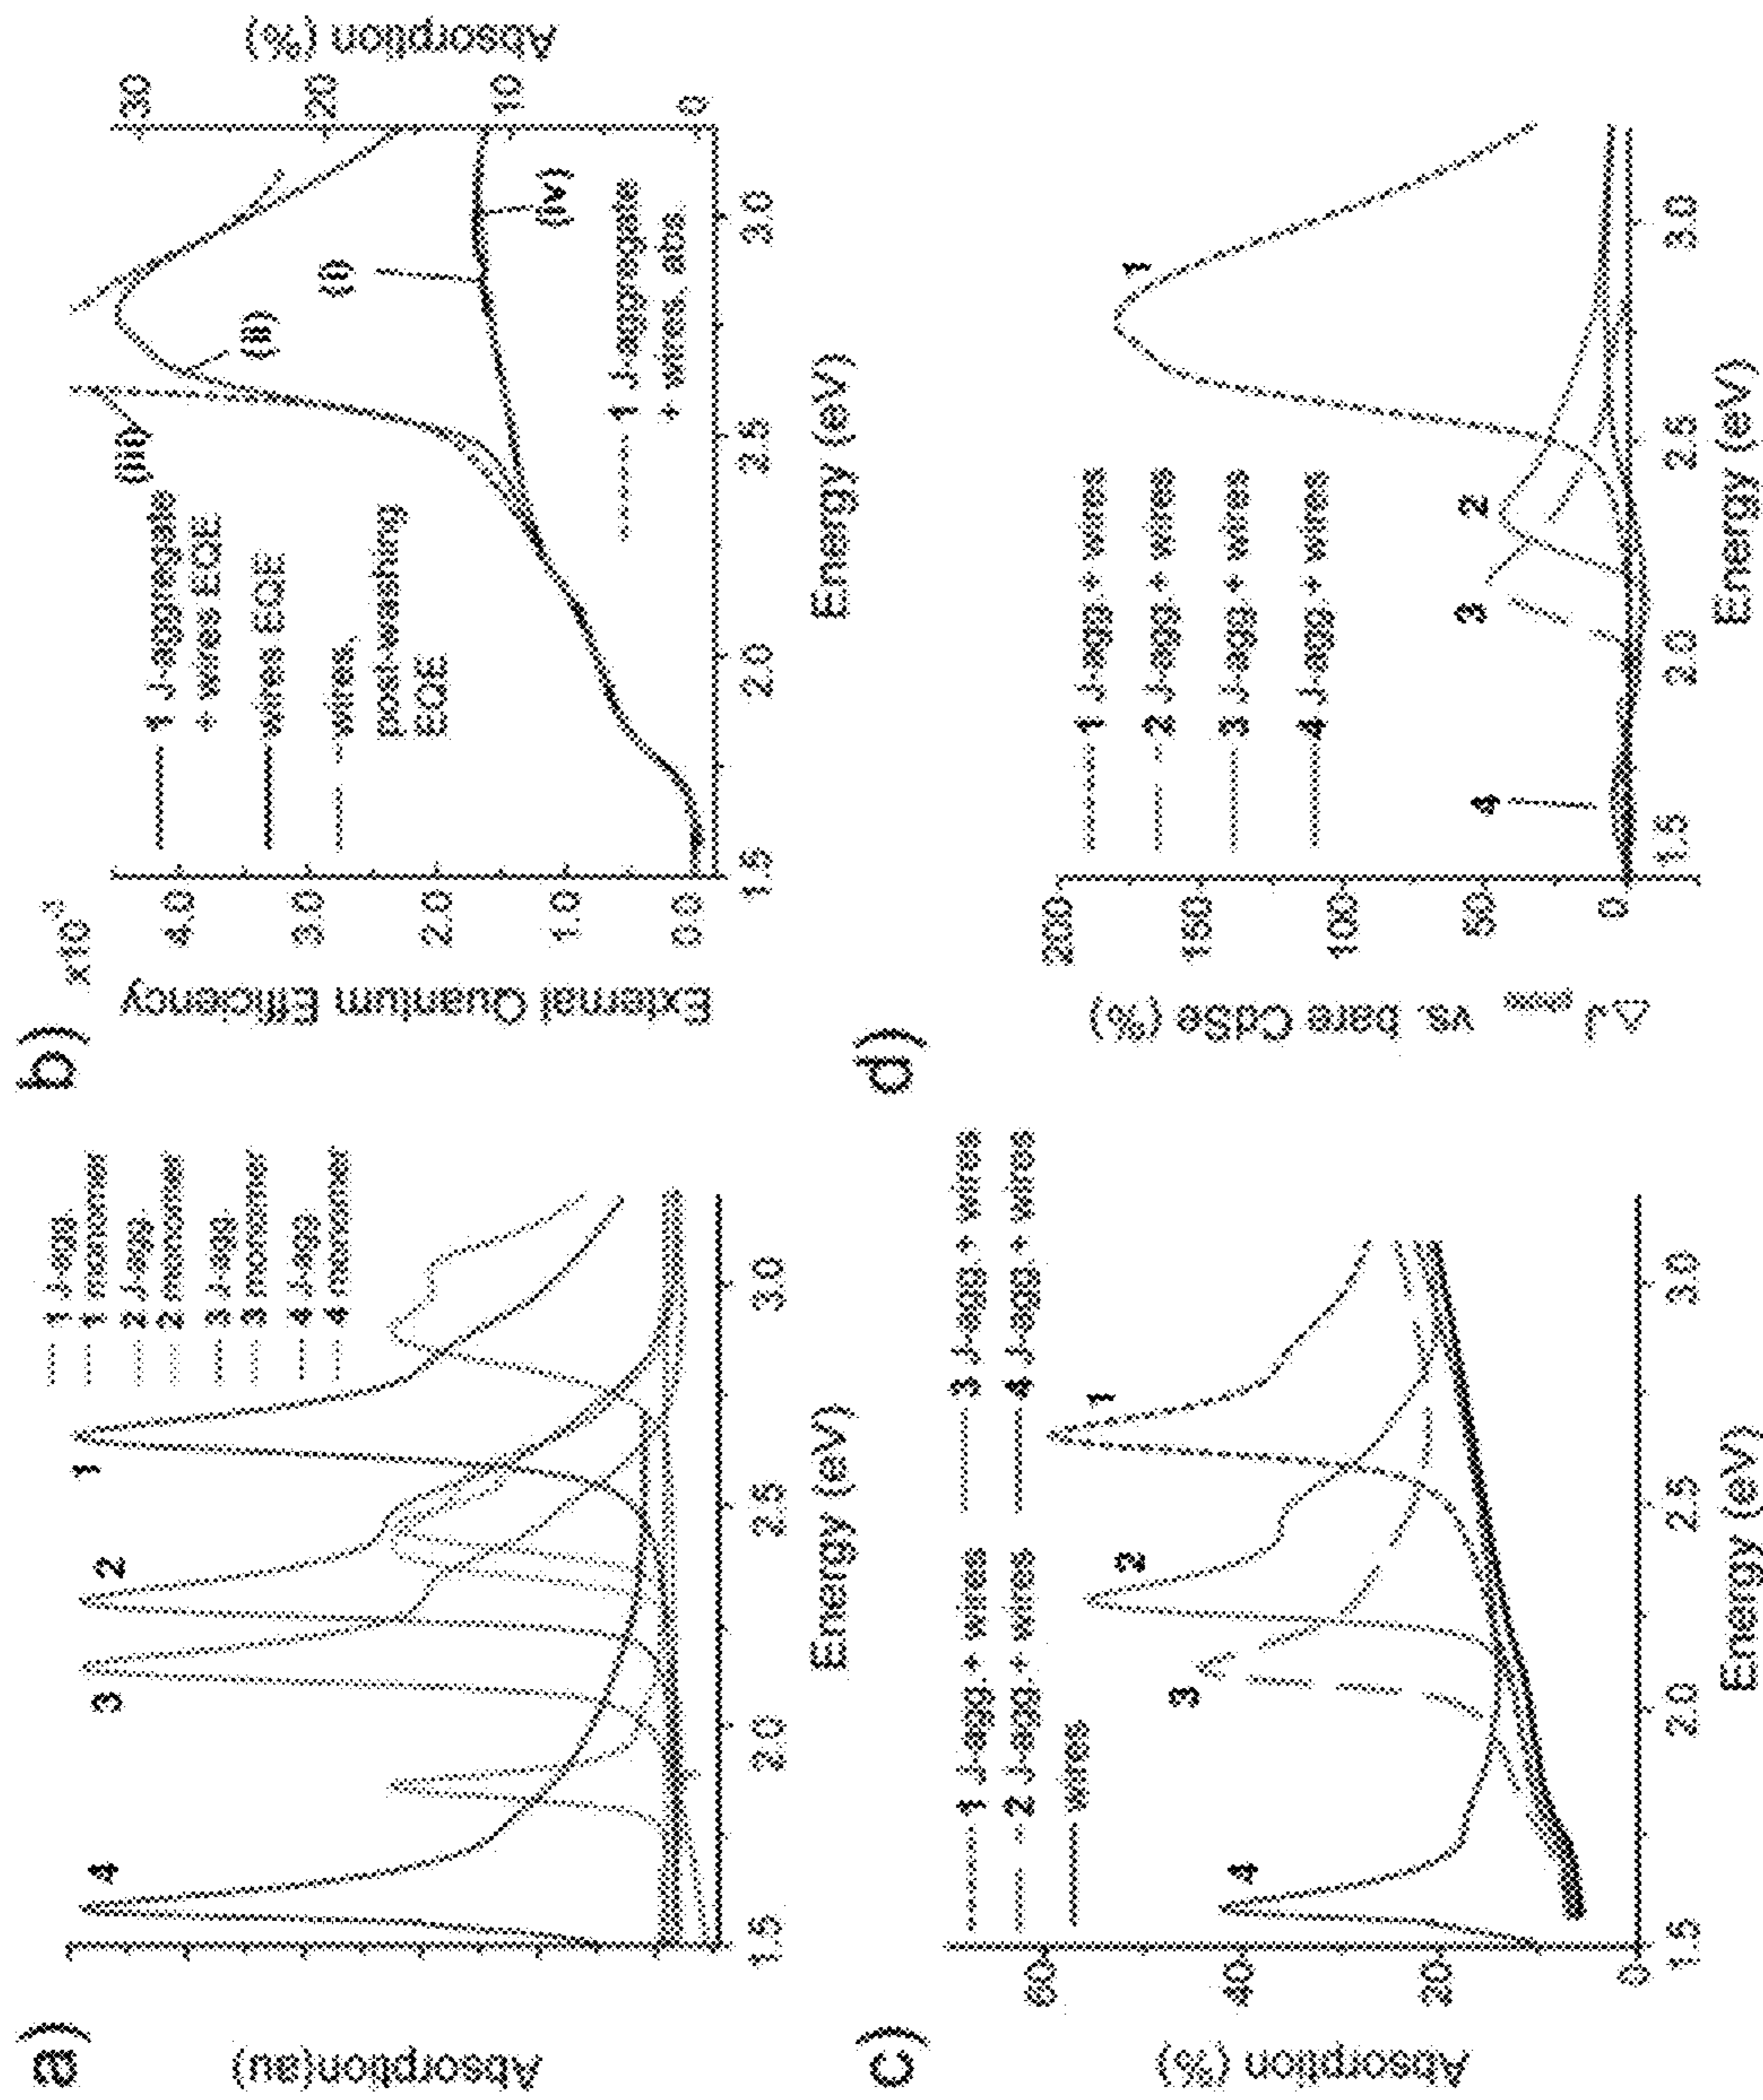 a)
Absorption(au)
1 J-agg.
1 monomer
2 J-agg.
2 monomer
3 J-agg.
3 monomer
4 J-agg.
4 monomer
4
3
2
1
1.5
2.0
2.5
3.0
Energy (eV)
b)
x10⁻³
External Quantum Efficiency
4.0
3.0
2.0
1.0
0.0
1 J-aggregate
+ wires EQE
wires EQE
wires,
post-washing
EQE
(iii)
(ii)
(i)
(iv)
1 J-aggregate
+ wires, abs
Absorption (%)
30
20
10
0
1.5
2.0
2.5
3.0
Energy (eV)
c)
Absorption (%)
60
40
20
0
1 J-agg.+ wires
2 J-agg.+ wires
wires
3 J-agg.+ wires
4 J-agg.+ wires
4
3
2
1
1.5
2.0
2.5
3.0
Energy (eV)
d)
vs. bare CdSe (%)
200
150
100
50
0
1 J-agg.+ wires
2 J-agg.+ wires
3 J-agg.+ wires
4 J-agg.+ wires
4
3
2
1
1.5
2.0
2.5
3.0
Energy (eV)